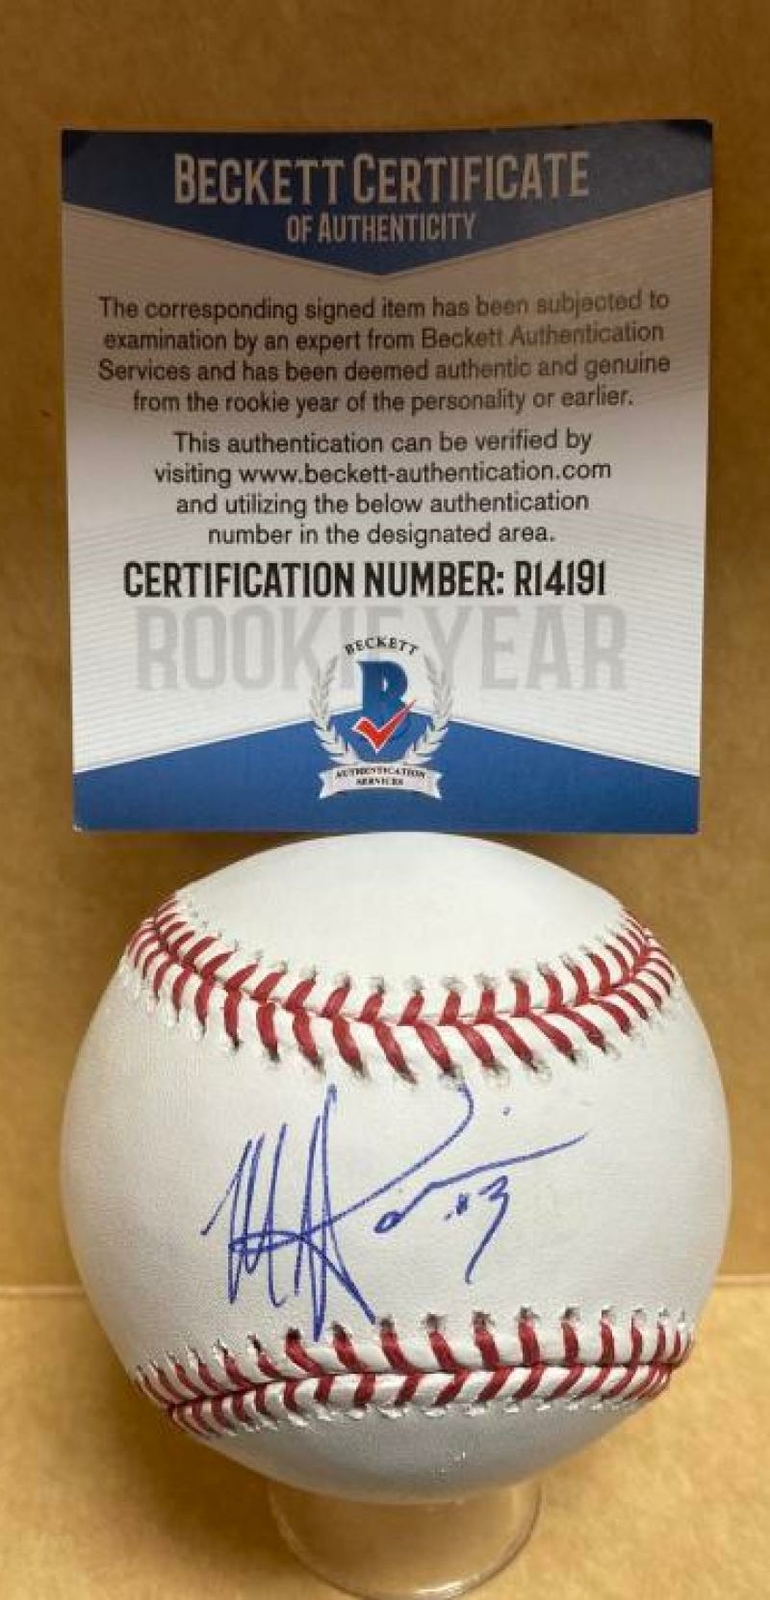 BECKETT CERTIFICATE
OF AUTHENTICITY
The corresponding signed item has been subjected to
examination by an expert from Beckett Authentication
Services and has been deemed authentic and genuine
from the rookie year of the personality or earlier.
This authentication can be verified by
visiting www.beckett-authentication.com
and utilizing the below authentication
number in the designated area.
CERTIFICATION NUMBER: R14191
ROOKIE YEAR
BECKETT
B
AUTHENTICATION
SERVICES
#3